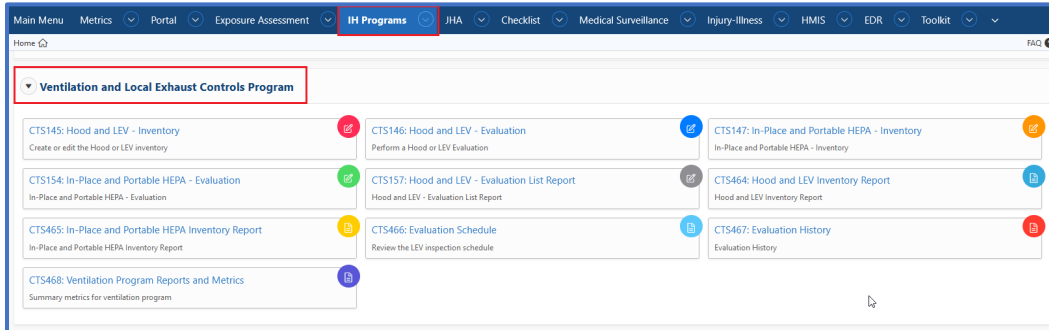 Main Menu Metrics Portal Exposure Assessment IH Programs JHA Checklist Medical Surveillance Injury-Illness HMIS EDR Toolkit
Home FAQ
Ventilation and Local Exhaust Controls Program
CTS145: Hood and LEV - Inventory
Create or edit the Hood or LEV inventory
CTS146: Hood and LEV - Evaluation
Perform a Hood or LEV Evaluation
CTS147: In-Place and Portable HEPA - Inventory
In-Place and Portable HEPA - Inventory
CTS154: In-Place and Portable HEPA - Evaluation
In-Place and Portable HEPA - Evaluation
CTS157: Hood and LEV - Evaluation List Report
Hood and LEV - Evaluation List Report
CTS464: Hood and LEV Inventory Report
Hood and LEV Inventory Report
CTS465: In-Place and Portable HEPA Inventory Report
In-Place and Portable HEPA Inventory Report
CTS466: Evaluation Schedule
Review the LEV inspection schedule
CTS467: Evaluation History
Evaluation History
CTS468: Ventilation Program Reports and Metrics
Summary metrics for ventilation program